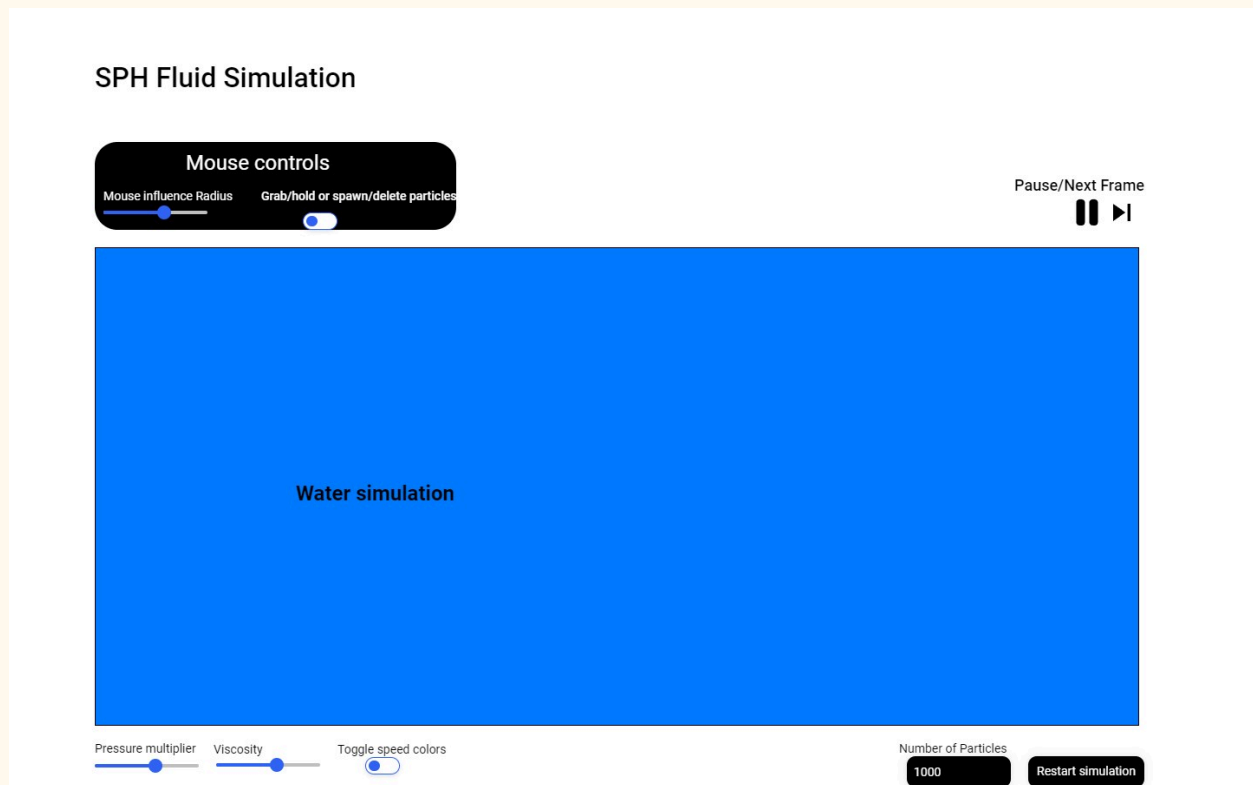 SPH Fluid Simulation
Mouse controls
Mouse influence Radius
Grab/hold or spawn/delete particles
Pause/Next Frame
Water simulation
Pressure multiplier
Viscosity
Toggle speed colors
Number of Particles
1000
Restart simulation